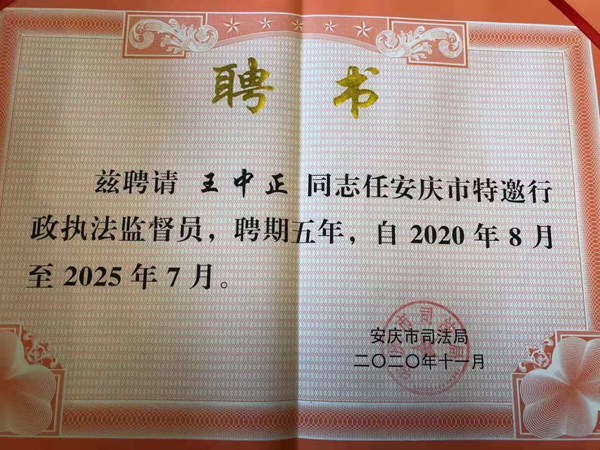 聘书
兹聘请 王中正 同志任安庆市特邀行
政执法监督员，聘期五年，自 2020 年 8 月
至 2025 年 7 月。
安庆市司法局
二〇二〇年十一月